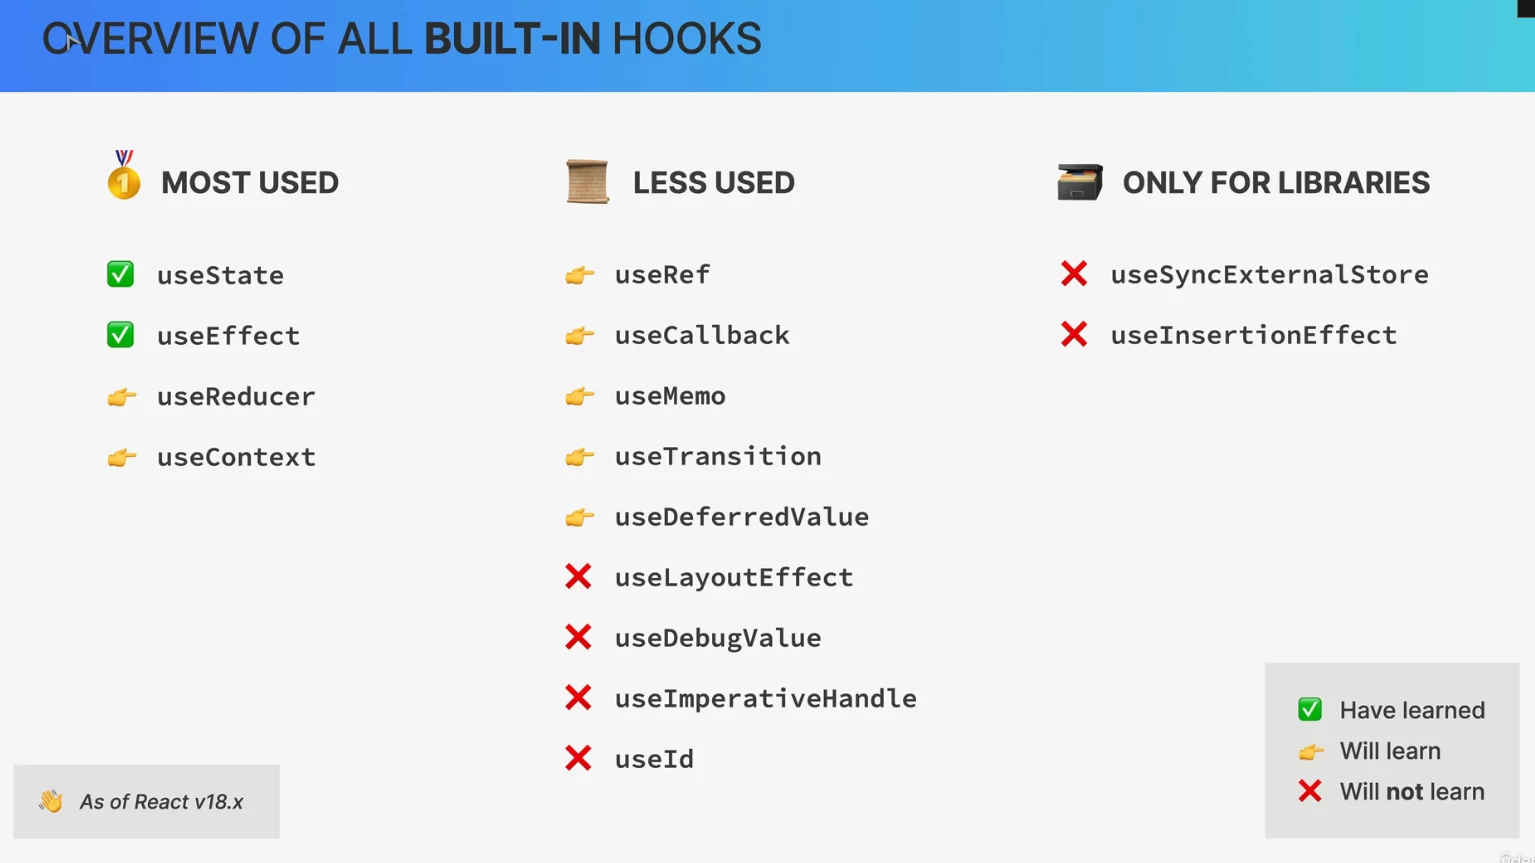 OVERVIEW OF ALL BUILT-IN HOOKS
MOST USED
useState
useEffect
useReducer
useContext
LESS USED
useRef
useCallback
useMemo
useTransition
useDeferredValue
useLayoutEffect
useDebugValue
useImperativeHandle
useId
ONLY FOR LIBRARIES
useSyncExternalStore
useInsertionEffect
As of React v18.x
Have learned
Will learn
Will not learn